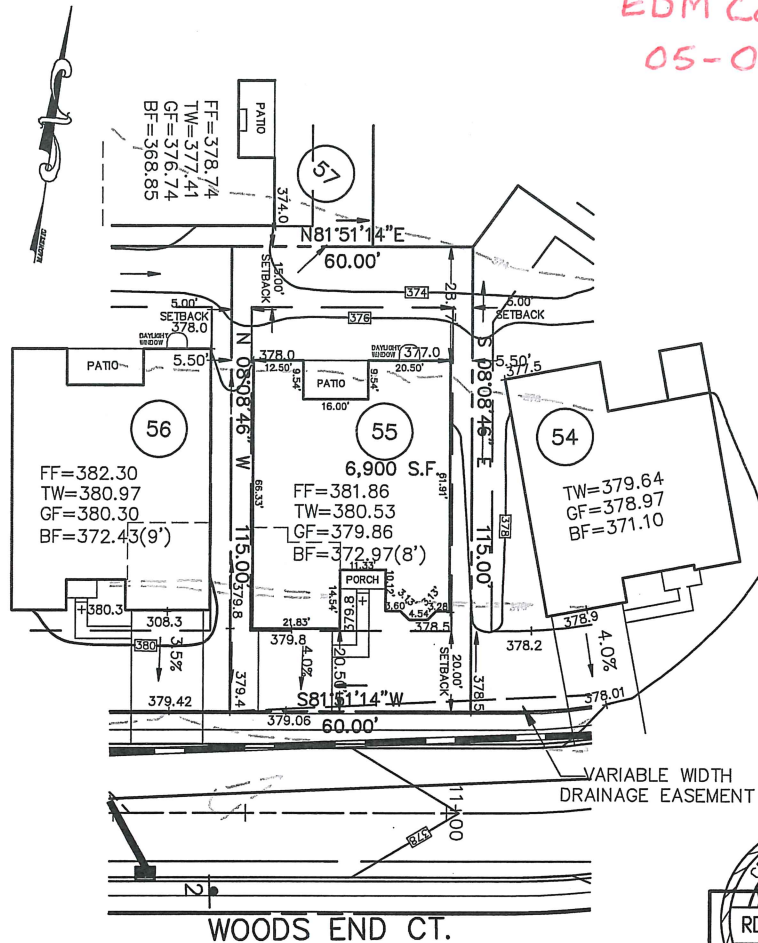 EDM
05-0
FF=378.74
TW=377.41
GF=376.74
BF=368.85
PATIO
57
374.0
N81°51'14"E
60.00'
15.00'
SETBACK
374
376
5.00'
SETBACK
378.0
DAYLIGHT
WINDOW
5.50'
PATIO
56
FF=382.30
TW=380.97
GF=380.30
BF=372.43(9')
380.3
308.3
380
3.5%
379.42
N 08°08'46" W
115.00'
379.8
379.4
378.0
12.50'
9.54'
PATIO
16.00'
9.54'
DAYLIGHT
WINDOW
377.0
20.50'
55
6,900 S.F.
FF=381.86
TW=380.53
GF=379.86
BF=372.97(8')
66.33'
61.91'
11.33'
PORCH
10.12'
14.54'
379.8
3.60
3.13'
4.54'
3.13'
3.28
378.5
21.83'
379.8
4.0%
20.50'
20.00'
SETBACK
S81°51'14"W
60.00'
379.06
S 08°08'46" E
115.00'
378.5
5.00'
SETBACK
5.50'
377.5
54
TW=379.64
GF=378.97
BF=371.10
378
378.9
378.2
4.0%
378.01
VARIABLE WIDTH
DRAINAGE EASEMENT
11+00
378
2
WOODS END CT.
RD